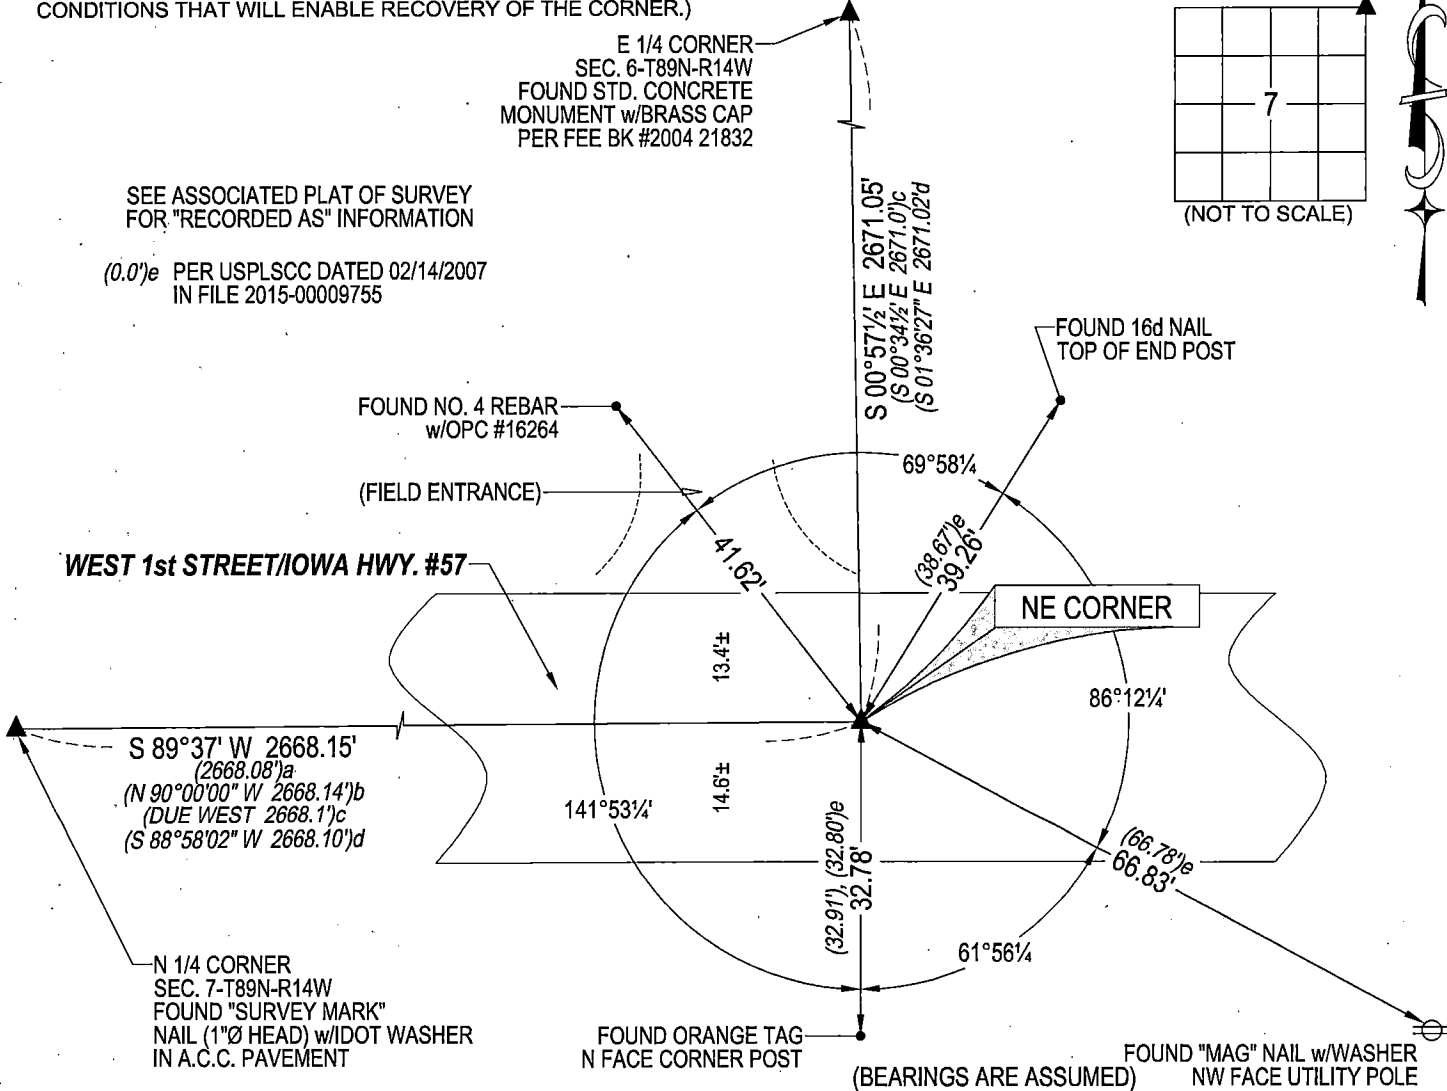 CONDITIONS THAT WILL ENABLE RECOVERY OF THE CORNER.)
E 1/4 CORNER
SEC. 6-T89N-R14W
FOUND STD. CONCRETE
MONUMENT w/BRASS CAP
PER FEE BK #2004 21832
7
(NOT TO SCALE)
SEE ASSOCIATED PLAT OF SURVEY
FOR "RECORDED AS" INFORMATION
(0.0')e PER USPLSCC DATED 02/14/2007
IN FILE 2015-00009755
S 00°57½' E 2671.05'
(S 00°34½' E 2671.0')c
(S 01°36'27" E 2671.02'd
FOUND 16d NAIL
TOP OF END POST
FOUND NO. 4 REBAR
w/OPC #16264
(FIELD ENTRANCE)
69°58¼'
41.62'
(38.67')e
39.26'
WEST 1st STREET/IOWA HWY. #57
NE CORNER
13.4'±
86°12¼'
S 89°37' W 2668.15'
(2668.08')a
(N 90°00'00" W 2668.14')b
(DUE WEST 2668.1')c
(S 88°58'02" W 2668.10')d
14.6'±
141°53¼'
(32.91'), (32.80')e
32.78'
(66.78')e
66.83'
61°56¼'
N 1/4 CORNER
SEC. 7-T89N-R14W
FOUND "SURVEY MARK"
NAIL (1"Ø HEAD) w/IDOT WASHER
IN A.C.C. PAVEMENT
FOUND ORANGE TAG
N FACE CORNER POST
(BEARINGS ARE ASSUMED)
FOUND "MAG" NAIL w/WASHER
NW FACE UTILITY POLE